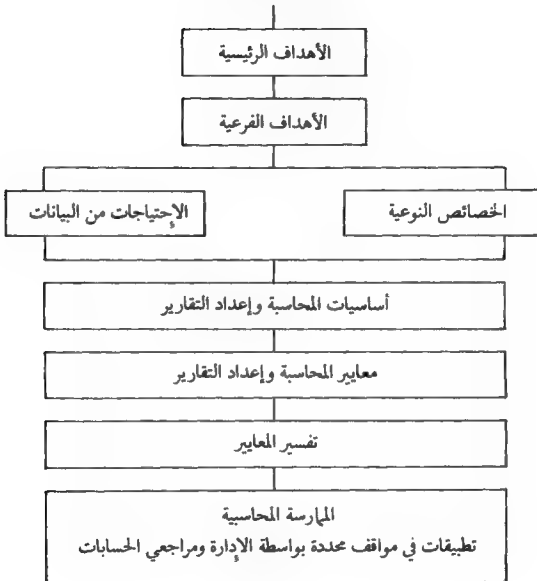 الأهداف الرئيسية
الأهداف الفرعية
الخصائص النوعية
الإحتياجات من البيانات
أساسيات المحاسبة وإعداد التقارير
معايير المحاسبة وإعداد التقارير
تفسير المعايير
الممارسة المحاسبية
تطبيقات في مواقف محددة بواسطة الإدارة ومراجعي الحسابات